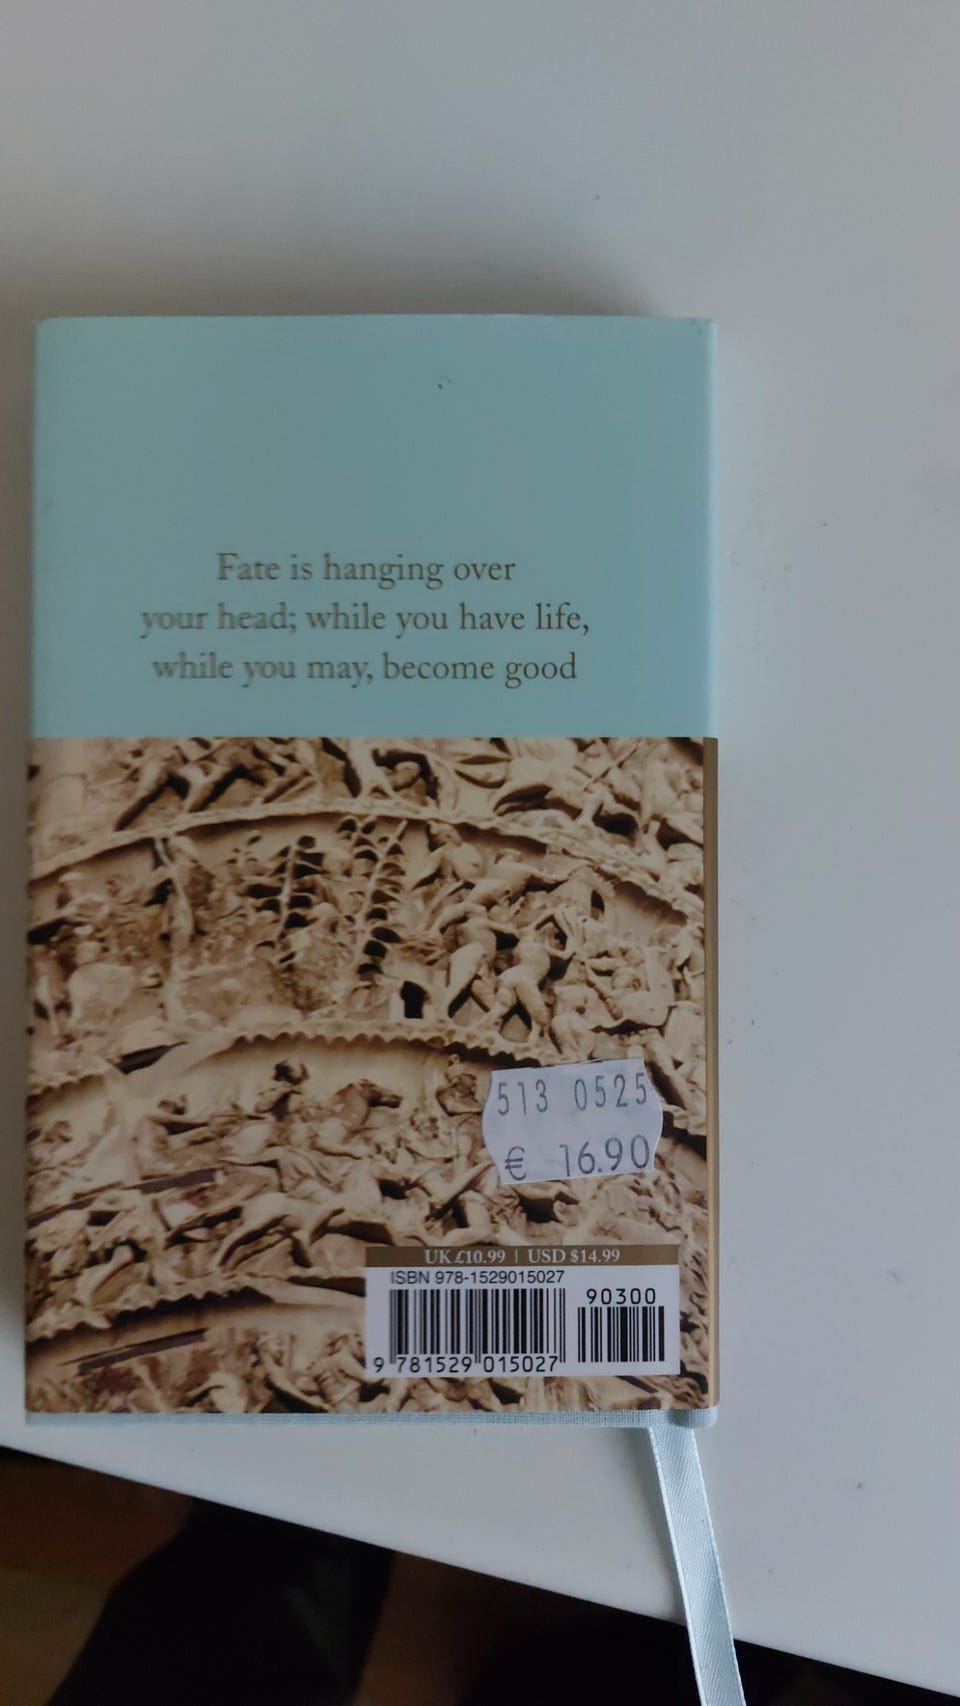 Fate is hanging over
your head; while you have life,
while you may, become good
513 0525
€ 16.90
UK £10.99 | USD $14.99
ISBN 978-1529015027
90300
9 781529 015027